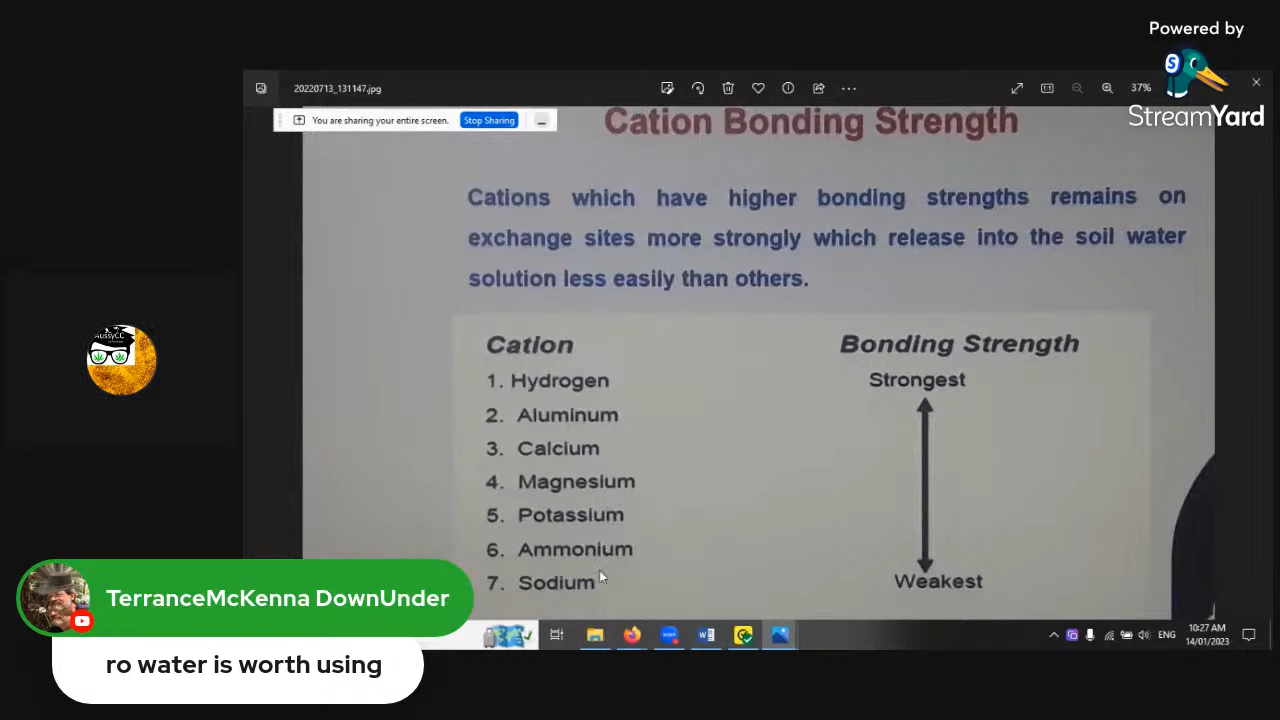 Powered by
StreamYard
20220713_131147.jpg
37%
You are sharing your entire screen.
Stop Sharing
Cation Bonding Strength
Cations which have higher bonding strengths remains on
exchange sites more strongly which release into the soil water
solution less easily than others.
Cation
Bonding Strength
1. Hydrogen
Strongest
2. Aluminum
3. Calcium
4. Magnesium
5. Potassium
6. Ammonium
7. Sodium
Weakest
AussyCC
TerranceMcKenna DownUnder
ro water is worth using
ENG
10:27 AM
14/01/2023